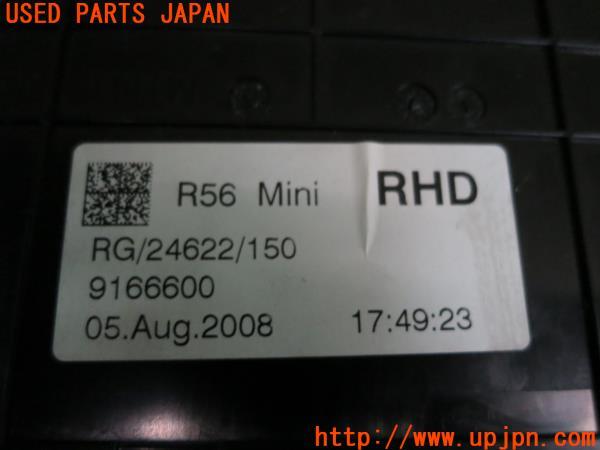 USED PARTS JAPAN
R56 Mini RHD
RG/24622/150
9166600
05.Aug.2008 17:49:23
UPJ
http://www.upjpn.com